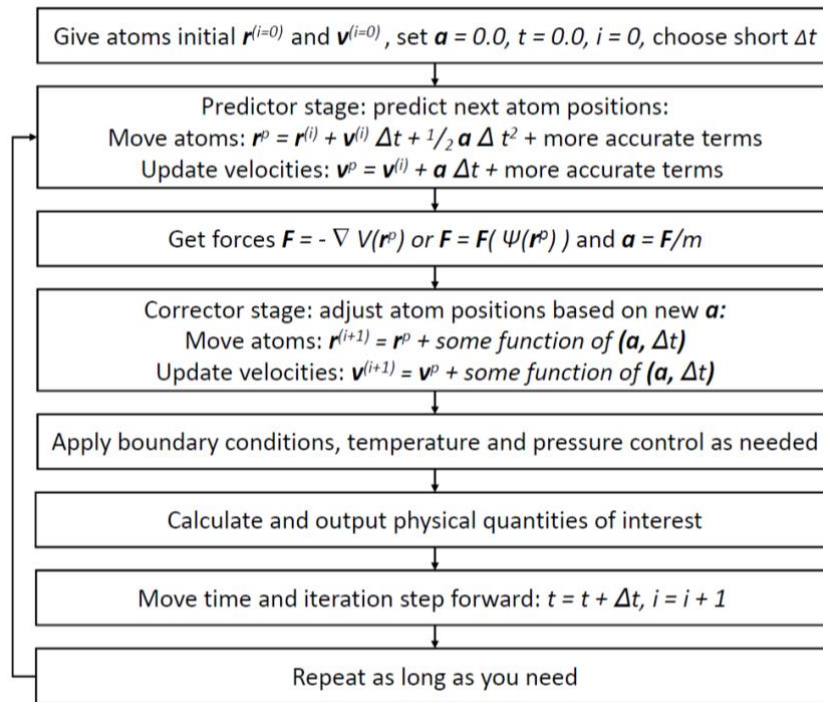 Give atoms initial r⁽ⁱ⁼⁰⁾ and v⁽ⁱ⁼⁰⁾ , set a = 0.0, t = 0.0, i = 0, choose short Δt
Predictor stage: predict next atom positions:
Move atoms: rᵖ = r⁽ⁱ⁾ + v⁽ⁱ⁾ Δt + ¹/₂ a Δ t² + more accurate terms
Update velocities: vᵖ = v⁽ⁱ⁾ + a Δt + more accurate terms
Get forces F = - ∇ V(rᵖ) or F = F( Ψ(rᵖ) ) and a = F/m
Corrector stage: adjust atom positions based on new a:
Move atoms: r⁽ⁱ⁺¹⁾ = rᵖ + some function of (a, Δt)
Update velocities: v⁽ⁱ⁺¹⁾ = vᵖ + some function of (a, Δt)
Apply boundary conditions, temperature and pressure control as needed
Calculate and output physical quantities of interest
Move time and iteration step forward: t = t + Δt, i = i + 1
Repeat as long as you need